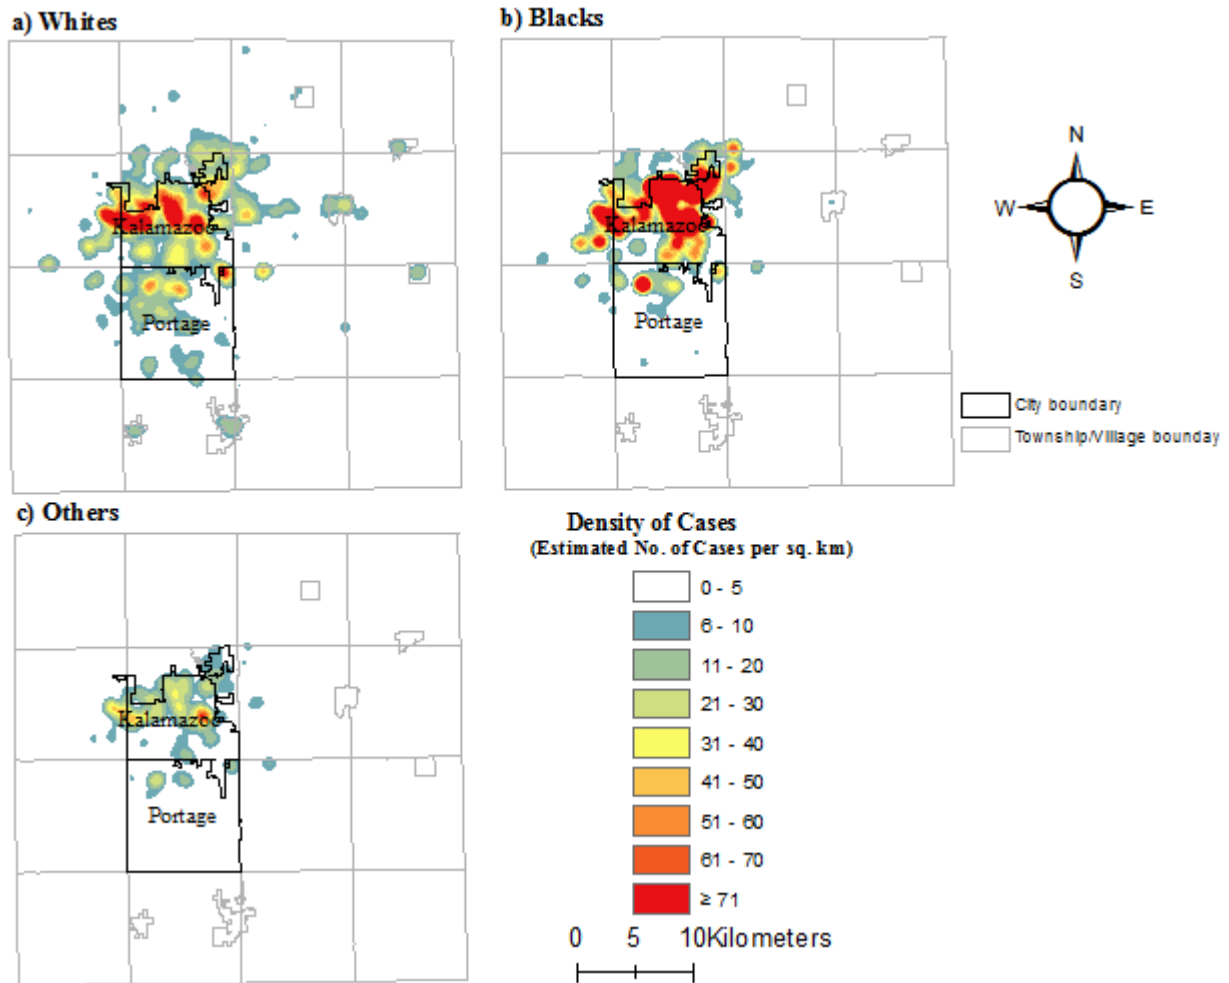 a) Whites
b) Blacks
Kalamazoo
Portage
Kalamazoo
Portage
N
W
E
S
City boundary
Township/Village bounday
c) Others
Kalamazoo
Portage
Density of Cases
(Estimated No. of Cases per sq. km)
0 - 5
6 - 10
11 - 20
21 - 30
31 - 40
41 - 50
51 - 60
61 - 70
≥ 71
0 5 10Kilometers